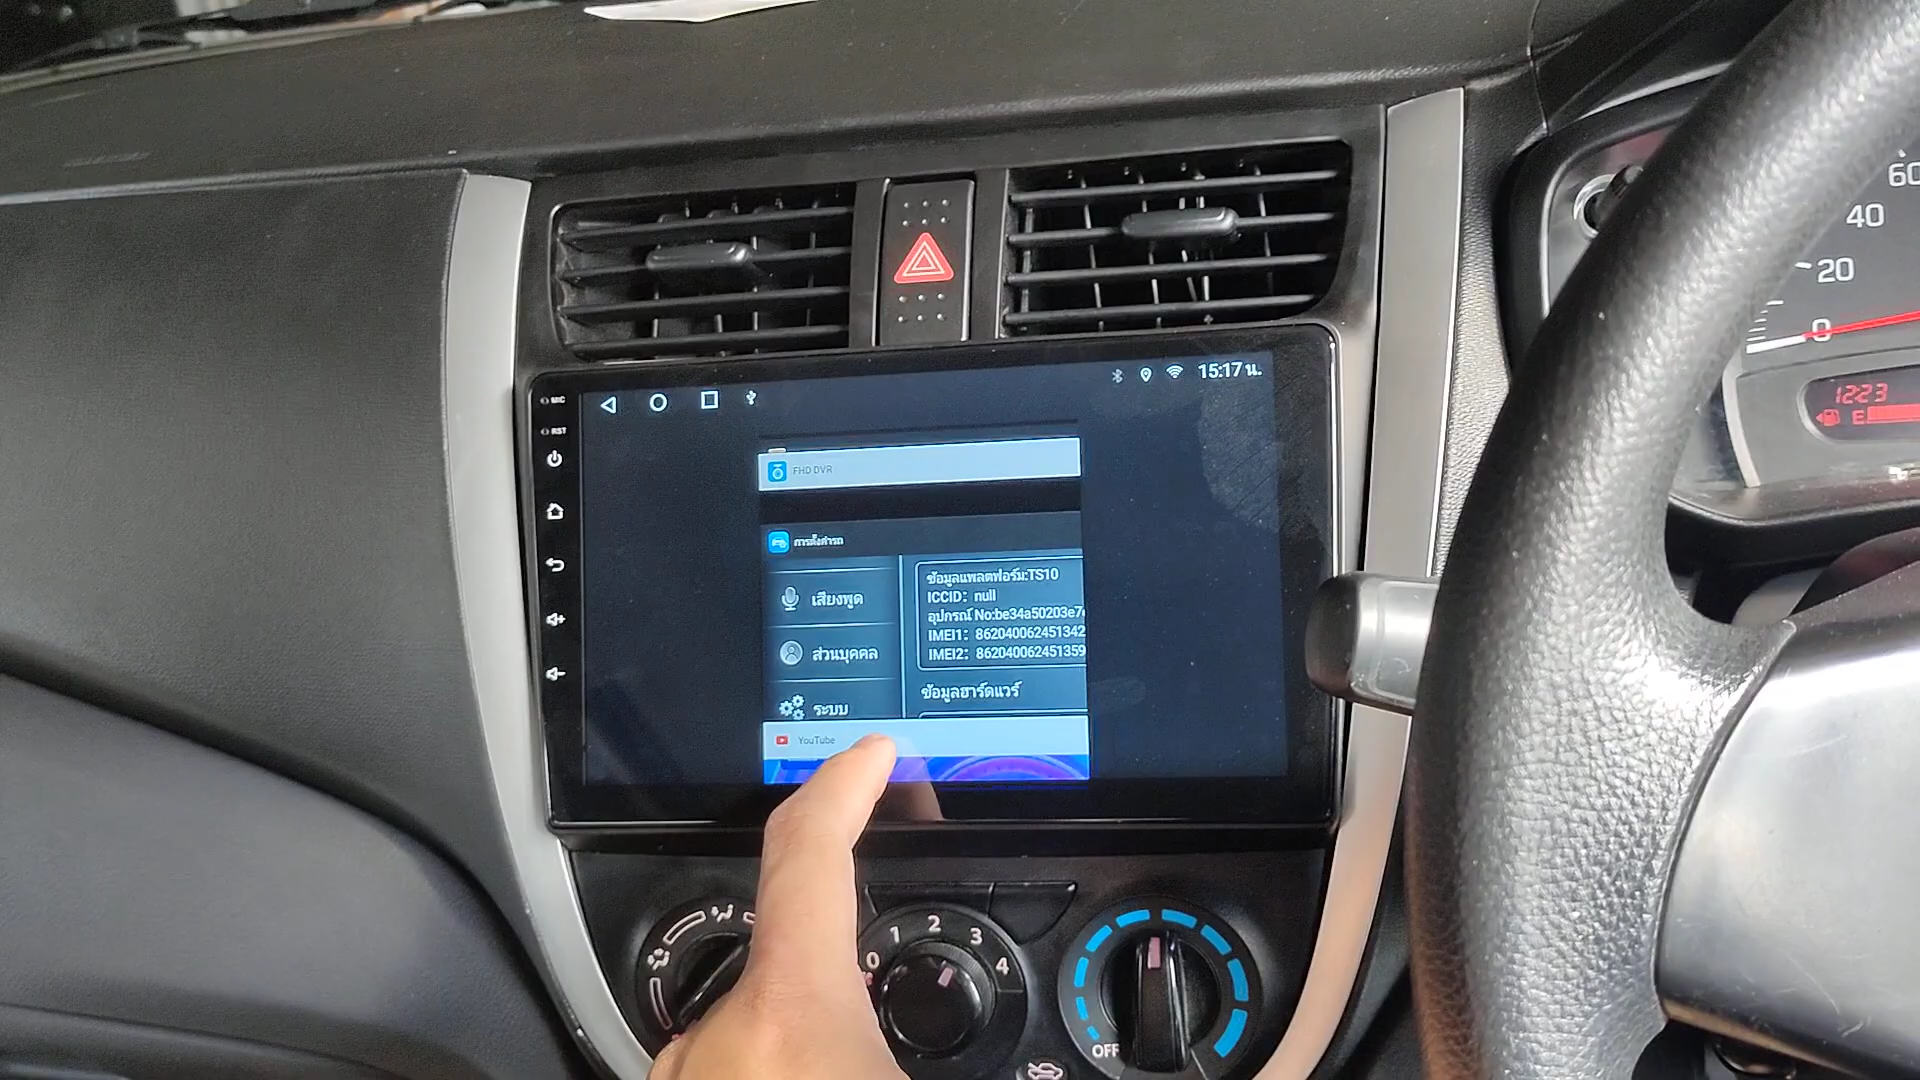 MIC
15:17 น.
RST
FHD DVR
การตั้งค่ารถ
ข้อมูลแพลตฟอร์ม:TS10
ICCID: null
เสียงพูด
อุปกรณ์ No:be34a50203e7
IMEI1: 862040062451342
ส่วนบุคคล
IMEI2: 862040062451359
ข้อมูลฮาร์ดแวร์
ระบบ
YouTube
60
40
20
0
12:23
E
0 1 2 3 4
OFF